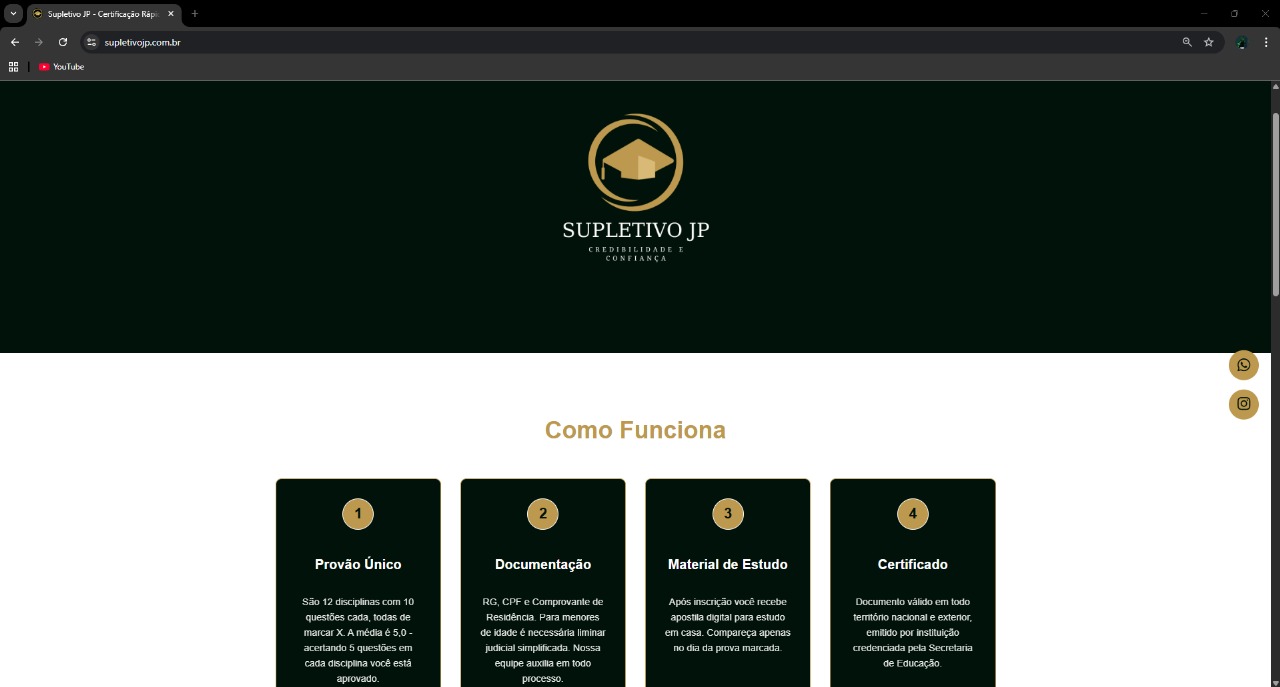 Supletivo JP - Certificação Rápi
supletivojp.com.br
YouTube
SUPLETIVO JP
CREDIBILIDADE E
CONFIANÇA
Como Funciona
1
Provão Único
São 12 disciplinas com 10
questões cada, todas de
marcar X. A média é 5,0 -
acertando 5 questões em
cada disciplina você está
aprovado.
2
Documentação
RG, CPF e Comprovante de
Residência. Para menores
de idade é necessária liminar
judicial simplificada. Nossa
equipe auxilia em todo
processo.
3
Material de Estudo
Após inscrição você recebe
apostila digital para estudo
em casa. Compareça apenas
no dia da prova marcada.
4
Certificado
Documento válido em todo
território nacional e exterior,
emitido por instituição
credenciada pela Secretaria
de Educação.